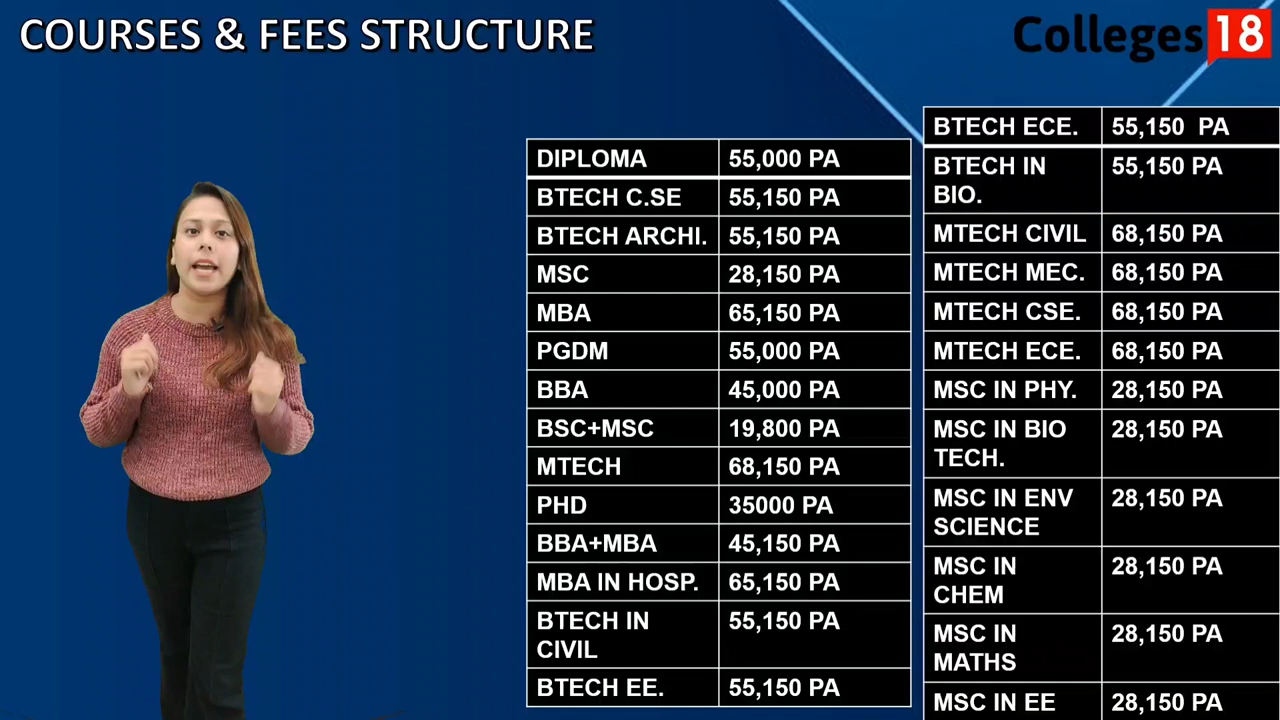 COURSES & FEES STRUCTURE
Colleges 18
DIPLOMA 55,000 PA
BTECH C.SE 55,150 PA
BTECH ARCHI. 55,150 PA
MSC 28,150 PA
MBA 65,150 PA
PGDM 55,000 PA
BBA 45,000 PA
BSC+MSC 19,800 PA
MTECH 68,150 PA
PHD 35000 PA
BBA+MBA 45,150 PA
MBA IN HOSP. 65,150 PA
BTECH IN 55,150 PA
CIVIL
BTECH EE. 55,150 PA
BTECH ECE. 55,150 PA
BTECH IN 55,150 PA
BIO.
MTECH CIVIL 68,150 PA
MTECH MEC. 68,150 PA
MTECH CSE. 68,150 PA
MTECH ECE. 68,150 PA
MSC IN PHY. 28,150 PA
MSC IN BIO 28,150 PA
TECH.
MSC IN ENV 28,150 PA
SCIENCE
MSC IN 28,150 PA
CHEM
MSC IN 28,150 PA
MATHS
MSC IN EE 28,150 PA